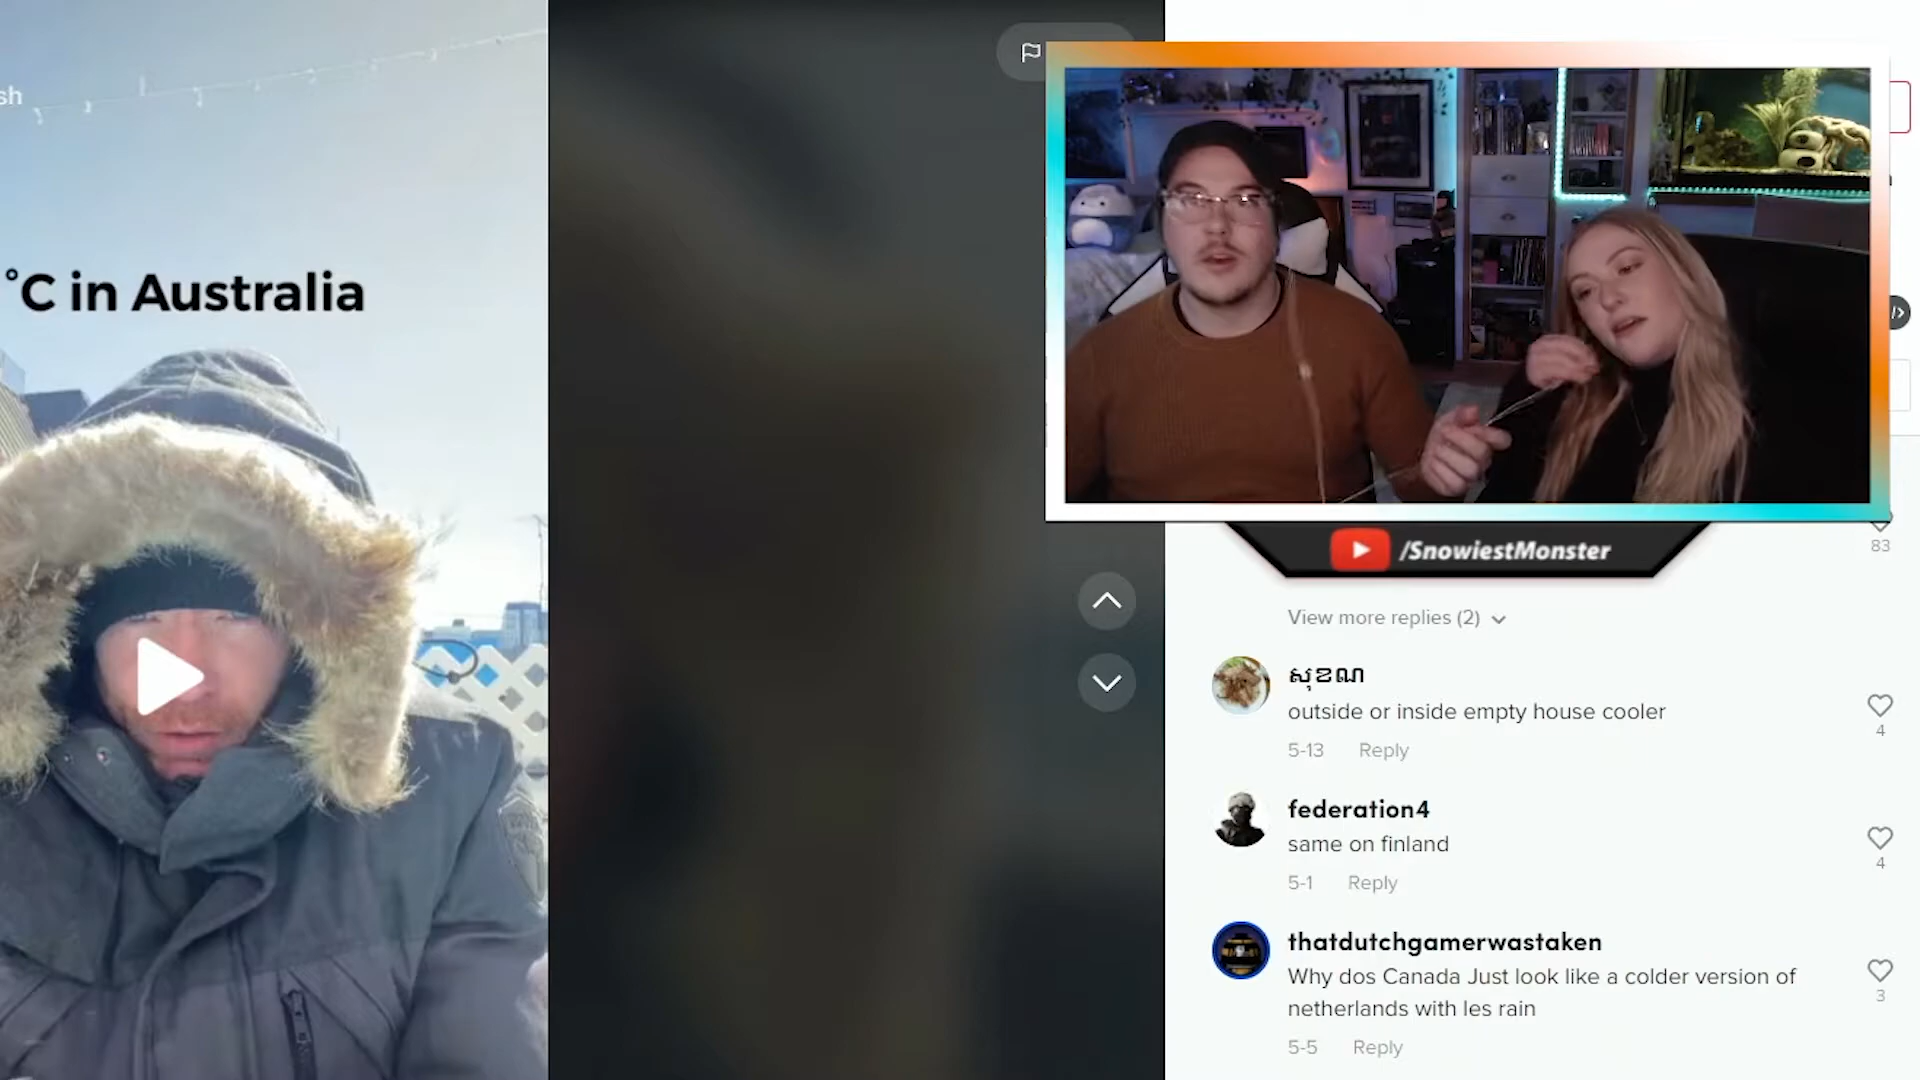 sh
°C in Australia
/SnowiestMonster
83
View more replies (2)
សុខណ
outside or inside empty house cooler
4
5-13 Reply
federation4
same on finland
4
5-1 Reply
thatdutchgamerwastaken
Why dos Canada Just look like a colder version of
netherlands with les rain
3
5-5 Reply